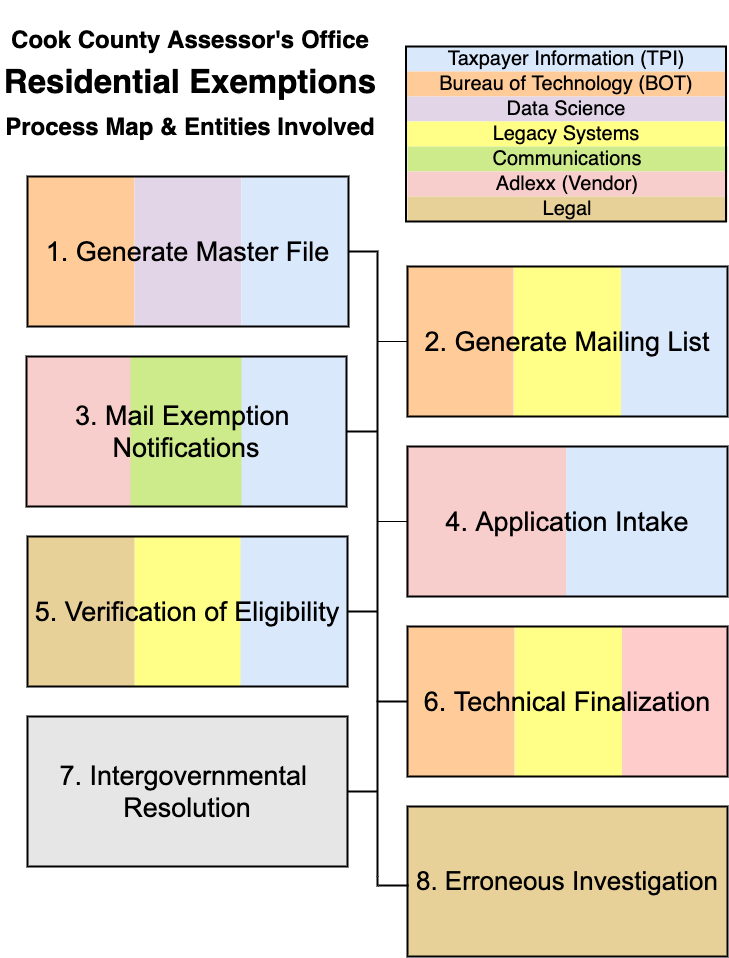 Cook County Assessor's Office
Residential Exemptions
Process Map & Entities Involved
Taxpayer Information (TPI)
Bureau of Technology (BOT)
Data Science
Legacy Systems
Communications
Adlexx (Vendor)
Legal
1. Generate Master File
2. Generate Mailing List
3. Mail Exemption
Notifications
4. Application Intake
5. Verification of Eligibility
6. Technical Finalization
7. Intergovernmental
Resolution
8. Erroneous Investigation